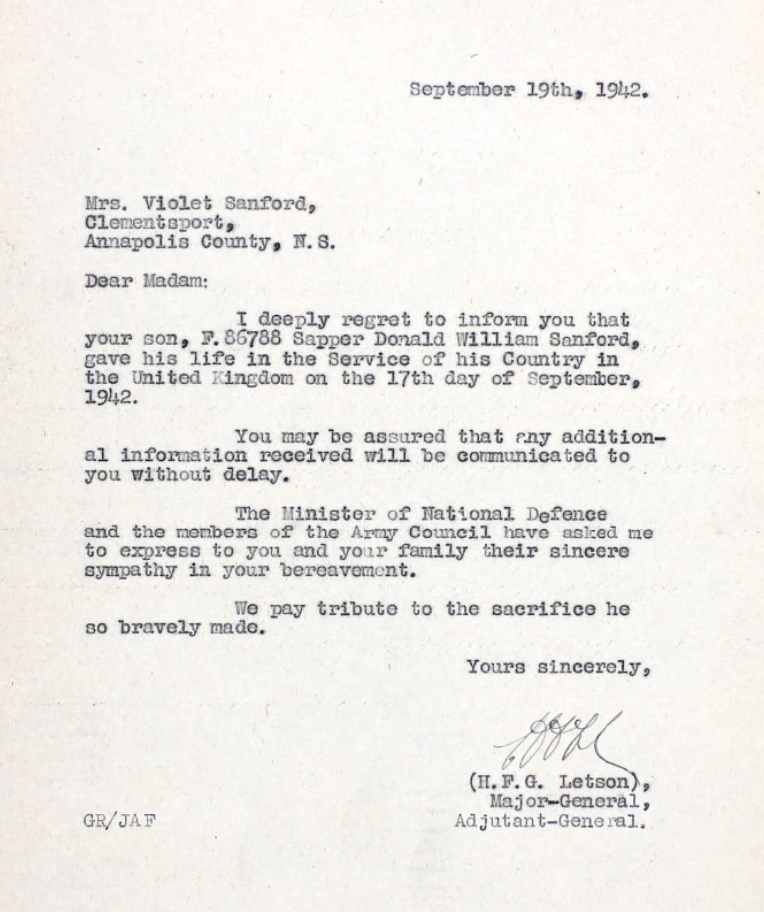 September 19th, 1942.
Mrs. Violet Sanford,
Clementsport,
Annapolis County, N.S.
Dear Madam:
I deeply regret to inform you that
your son, F.86788 Sapper Donald William Sanford,
gave his life in the Service of his Country in
the United Kingdom on the 17th day of September,
1942.
You may be assured that any addition-
al information received will be communicated to
you without delay.
The Minister of National Defence
and the members of the Army Council have asked me
to express to you and your family their sincere
sympathy in your bereavement.
We pay tribute to the sacrifice he
so bravely made.
Yours sincerely,
(H.F.G. Letson),
Major-General,
GR/JAF Adjutant-General.